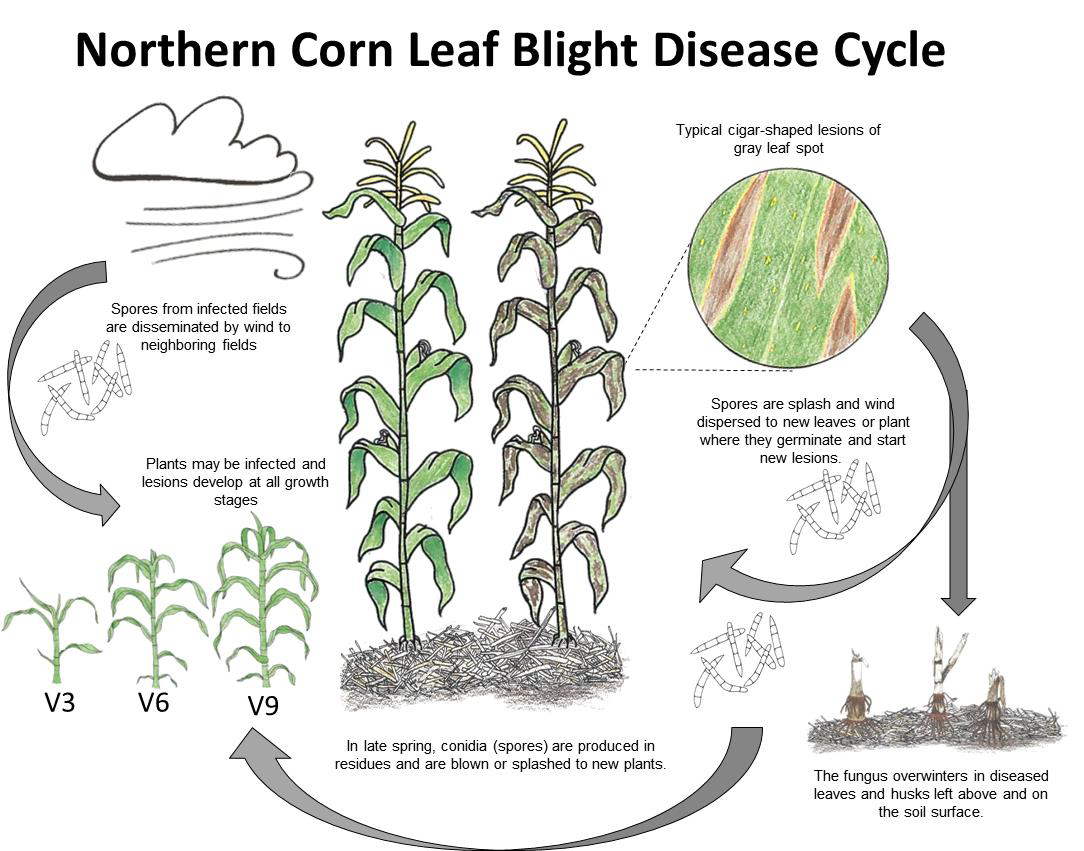 Northern Corn Leaf Blight Disease Cycle
Typical cigar-shaped lesions of
gray leaf spot
Spores from infected fields
are disseminated by wind to
neighboring fields
Spores are splash and wind
dispersed to new leaves or plant
where they germinate and start
new lesions.
Plants may be infected and
lesions develop at all growth
stages
V3
V6
V9
In late spring, conidia (spores) are produced in
residues and are blown or splashed to new plants.
The fungus overwinters in diseased
leaves and husks left above and on
the soil surface.